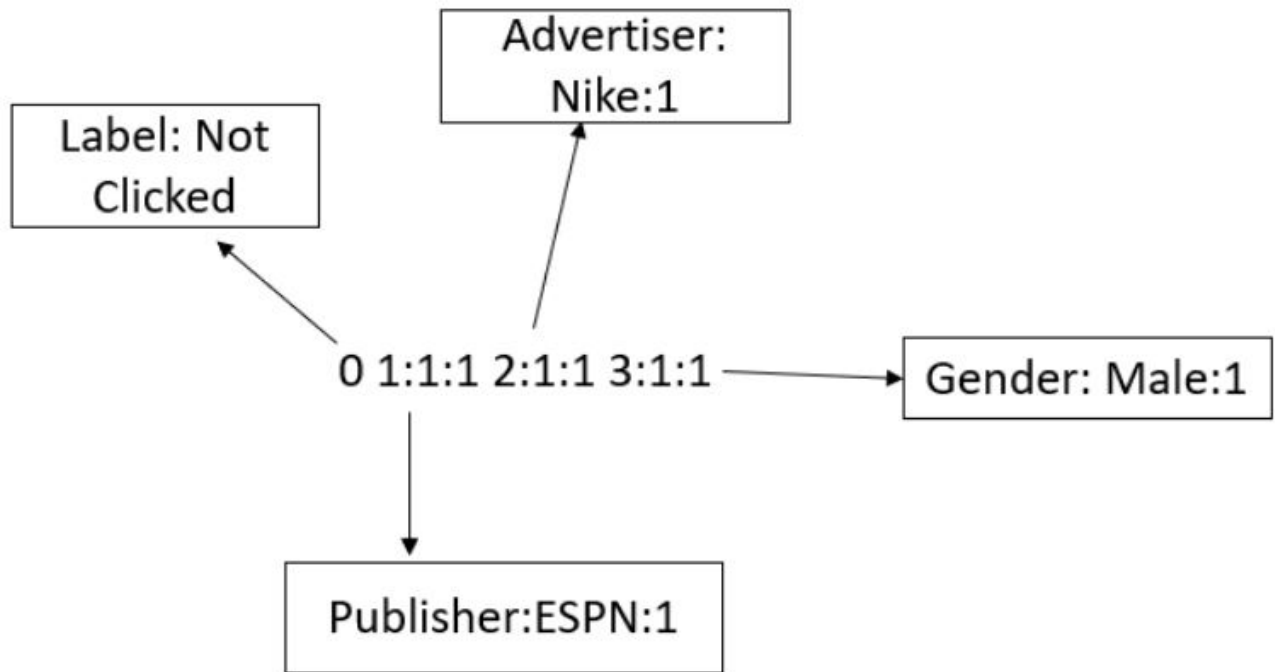 Advertiser:
Nike:1
Label: Not
Clicked
0 1:1:1 2:1:1 3:1:1
Gender: Male:1
Publisher:ESPN:1